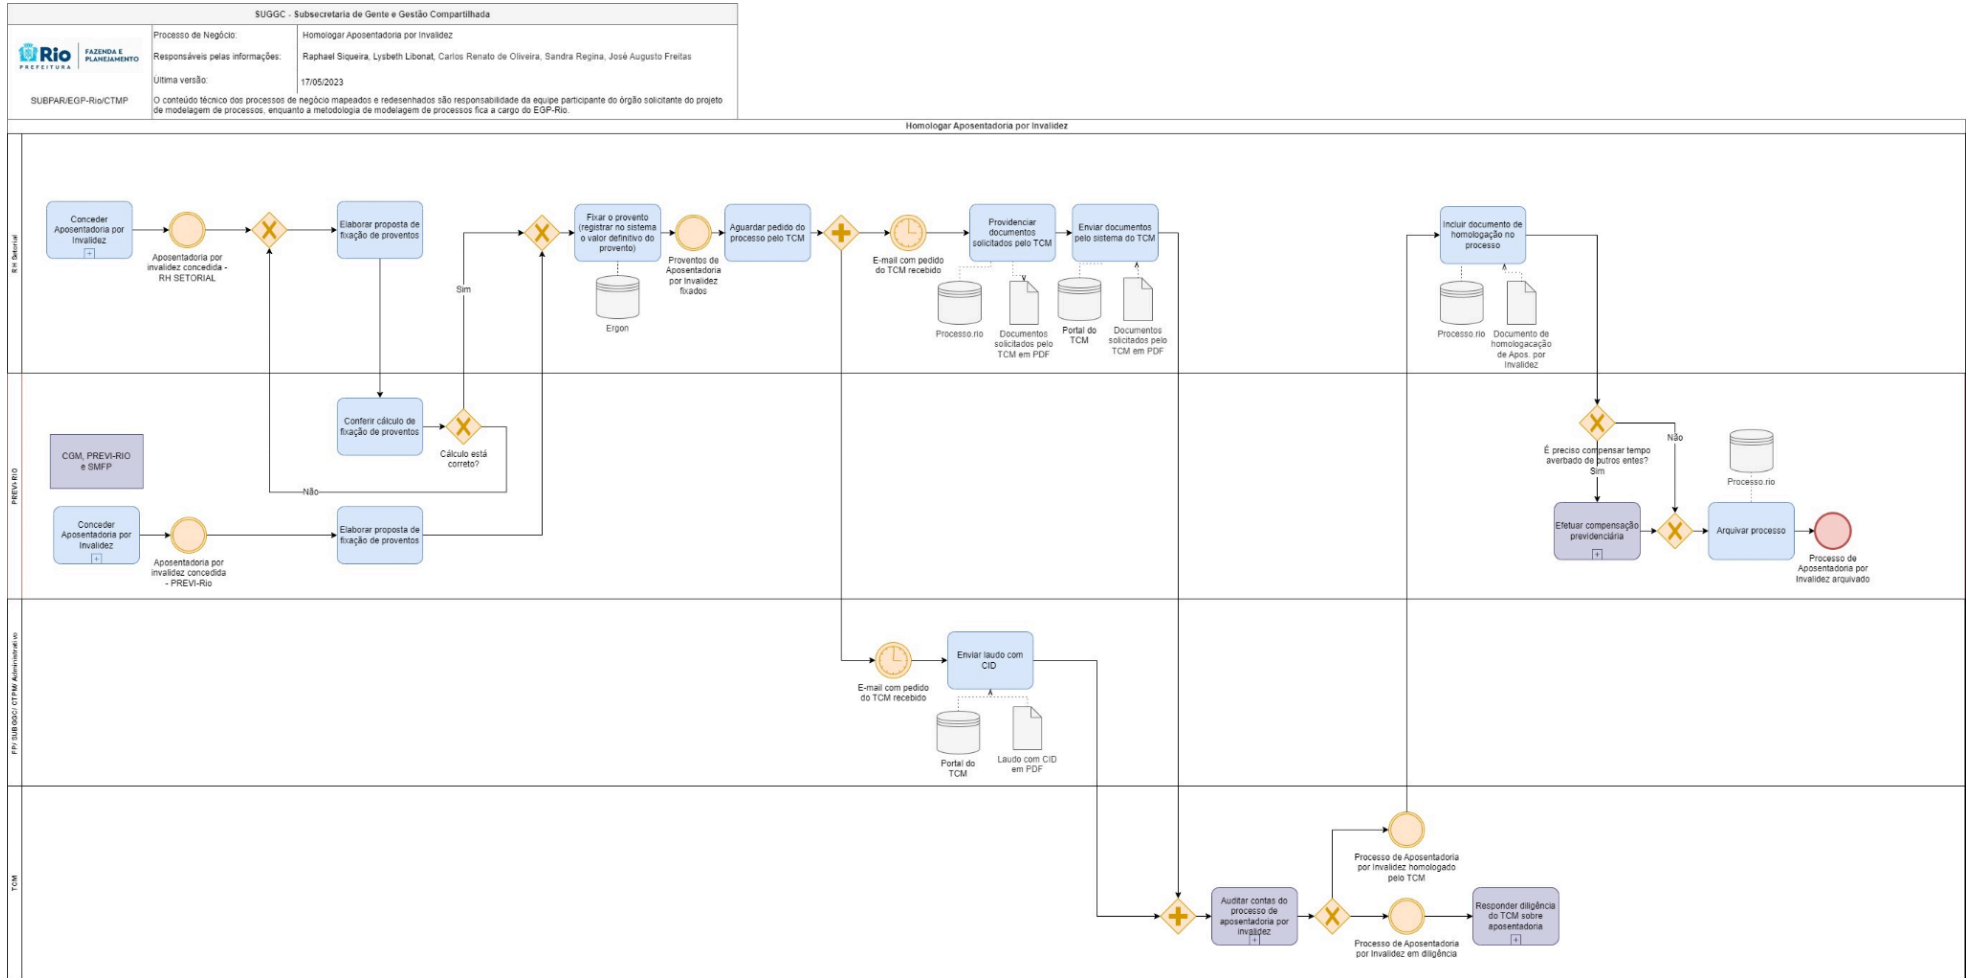 SUGGC - Subsecretaria de Gente e Gestão Compartilhada
Rio
PREFEITURA
FAZENDA E
PLANEJAMENTO
SUBPAR/EGP-Rio/CTMP
Processo de Negócio:
Homologar Aposentadoria por Invalidez
Responsáveis pelas informações:
Raphael Siqueira, Lysbeth Libonat, Carlos Renato de Oliveira, Sandra Regina, José Augusto Freitas
Última versão:
17/05/2023
O conteúdo técnico dos processos de negócio mapeados e redesenhados são responsabilidade da equipe participante do órgão solicitante do projeto
de modelagem de processos, enquanto a metodologia de modelagem de processos fica a cargo do EGP-Rio.
Homologar Aposentadoria por Invalidez
RH Setorial
Conceder
Aposentadoria por
Invalidez
Aposentadoria por
invalidez concedida -
RH SETORIAL
Elaborar proposta de
fixação de proventos
Sim
Fixar o provento
(registrar no sistema
o valor definitivo do
provento)
Ergon
Proventos de
Aposentadoria
por Invalidez
fixados
Aguardar pedido do
processo pelo TCM
E-mail com pedido
do TCM recebido
Providenciar
documentos
solicitados pelo TCM
Processo.rio
Documentos
solicitados pelo
TCM em PDF
Enviar documentos
pelo sistema do TCM
Portal do
TCM
Documentos
solicitados pelo
TCM em PDF
Incluir documento de
homologação no
processo
Processo.rio
Documento de
homologacação
de Apos. por
Invalidez
PREVI-RIO
CGM, PREVI-RIO
e SMFP
Conferir cálculo de
fixação de proventos
Cálculo está
correto?
Não
Conceder
Aposentadoria por
Invalidez
Aposentadoria por
invalidez concedida
- PREVI-Rio
Elaborar proposta de
fixação de proventos
É preciso compensar tempo
averbado de outros entes?
Sim
Não
Efetuar compensação
previdenciária
Processo.rio
Arquivar processo
Processo de
Aposentadoria por
Invalidez arquivado
E-mail com pedido
do TCM recebido
Enviar laudo com
CID
Portal do
TCM
Laudo com CID
em PDF
TCM
Auditar contas do
processo de
aposentadoria por
invalidez
Processo de Aposentadoria
por Invalidez homologado
pelo TCM
Processo de Aposentadoria
por Invalidez em diligência
Responder diligência
do TCM sobre
aposentadoria